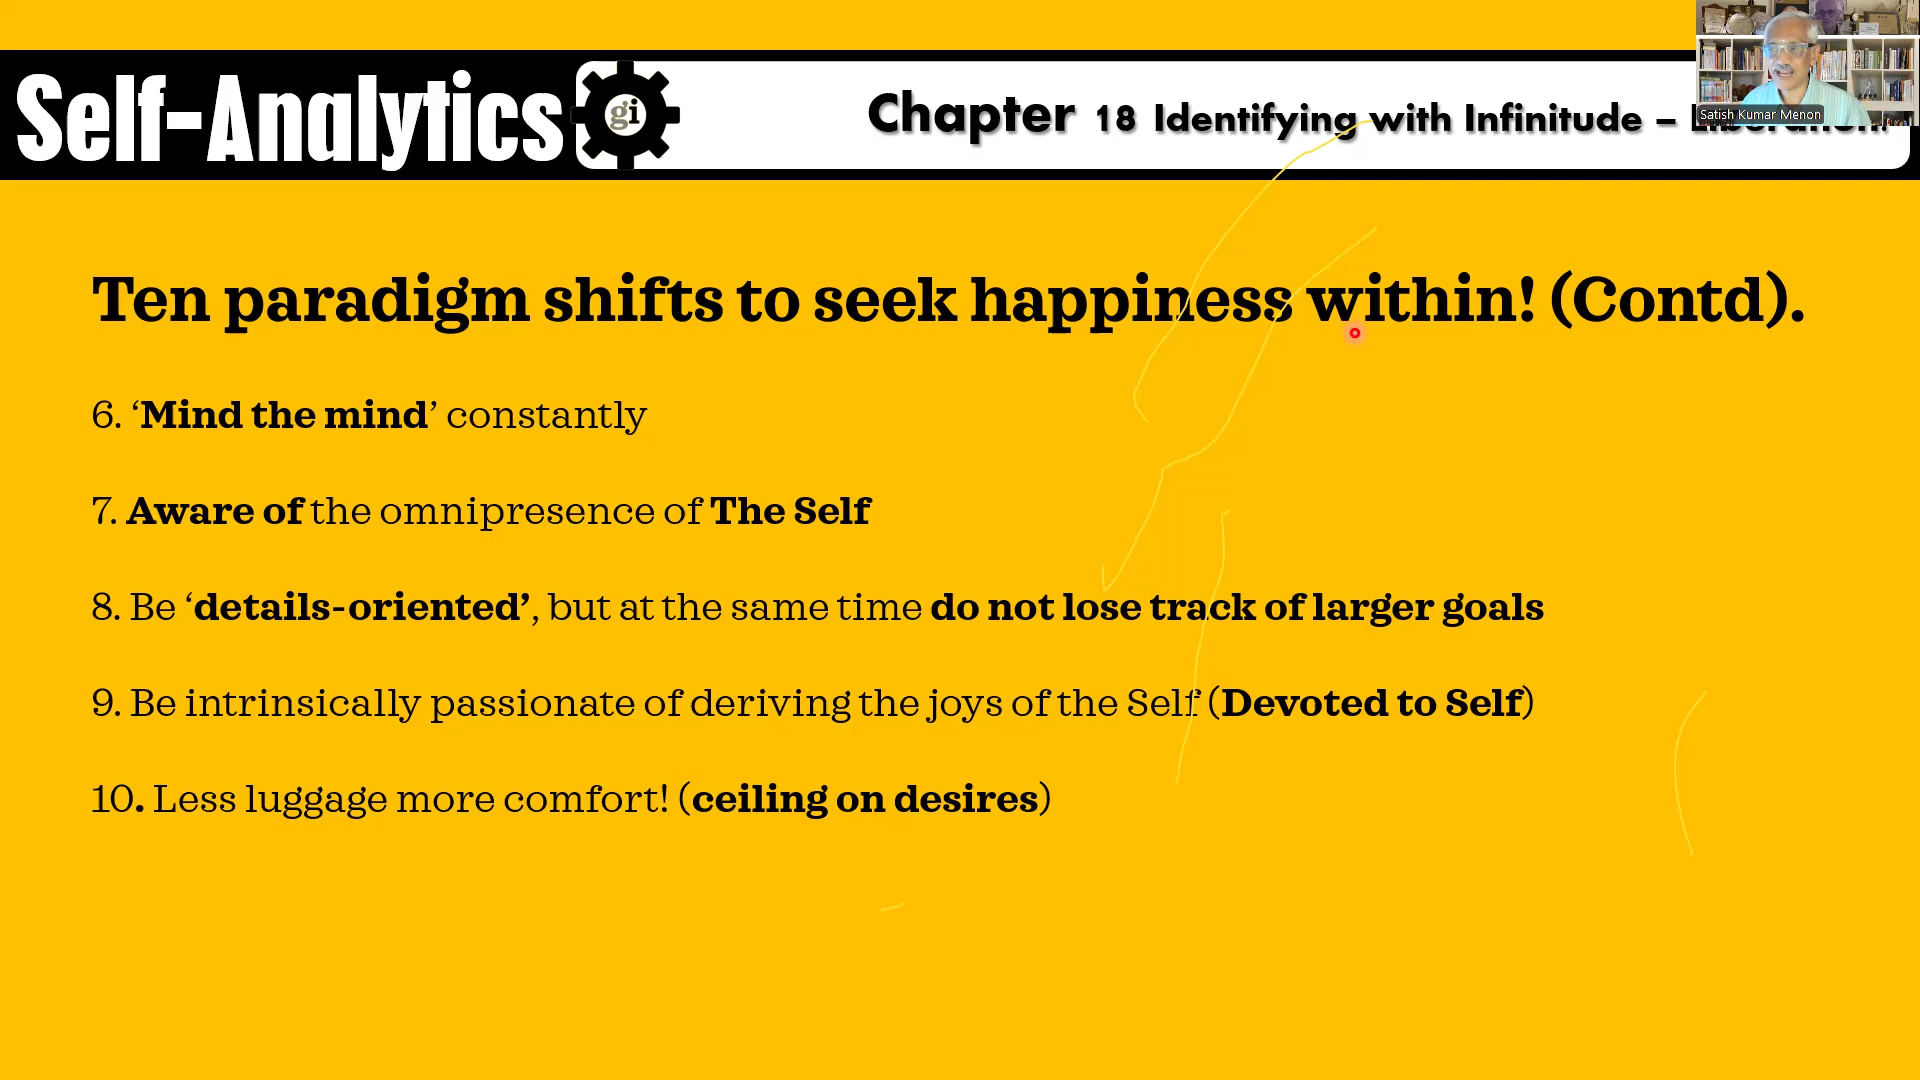 Self-Analytics
gi
Chapter 18 Identifying with Infinitude –
Satish Kumar Menon
Ten paradigm shifts to seek happiness within! (Contd).
6. ‘Mind the mind’ constantly
7. Aware of the omnipresence of The Self
8. Be ‘details-oriented’, but at the same time do not lose track of larger goals
9. Be intrinsically passionate of deriving the joys of the Self (Devoted to Self)
10. Less luggage more comfort! (ceiling on desires)